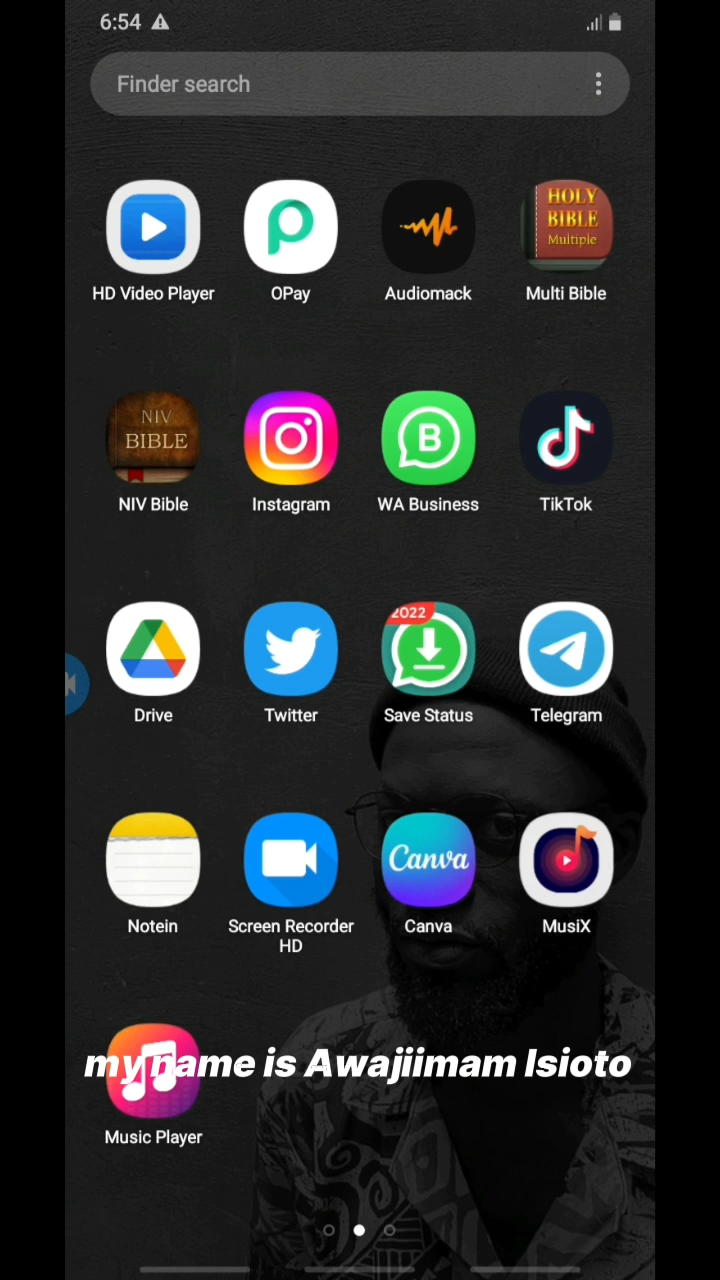 6:54
Finder search
HOLY
BIBLE
Multiple
HD Video Player
OPay
Audiomack
Multi Bible
NIV
BIBLE
B
NIV Bible
Instagram
WA Business
TikTok
2022
Drive
Twitter
Save Status
Telegram
Canva
Notein
Screen Recorder
HD
Canva
MusiX
my name is Awajiimam Isioto
Music Player